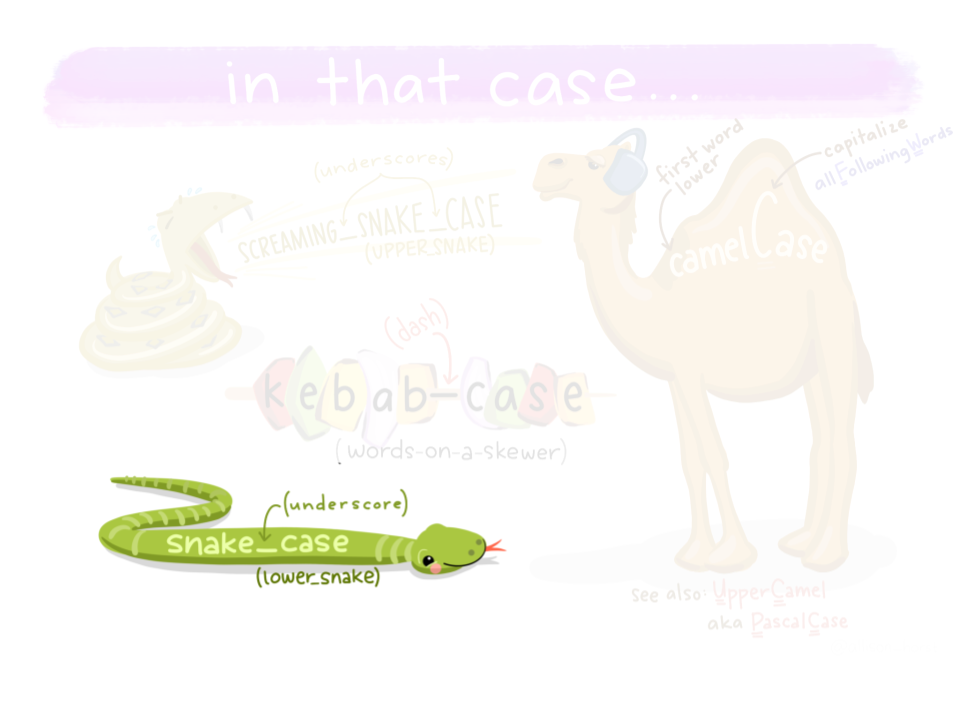 in that case...
(underscores)
SCREAMING_SNAKE_CASE
(UPPER_SNAKE)
first word
lower
capitalize
allFollowingWords
camelCase
(dash)
kebab-case
(words-on-a-skewer)
(underscore)
snake_case
(lower_snake)
see also: UpperCamel
aka PascalCase